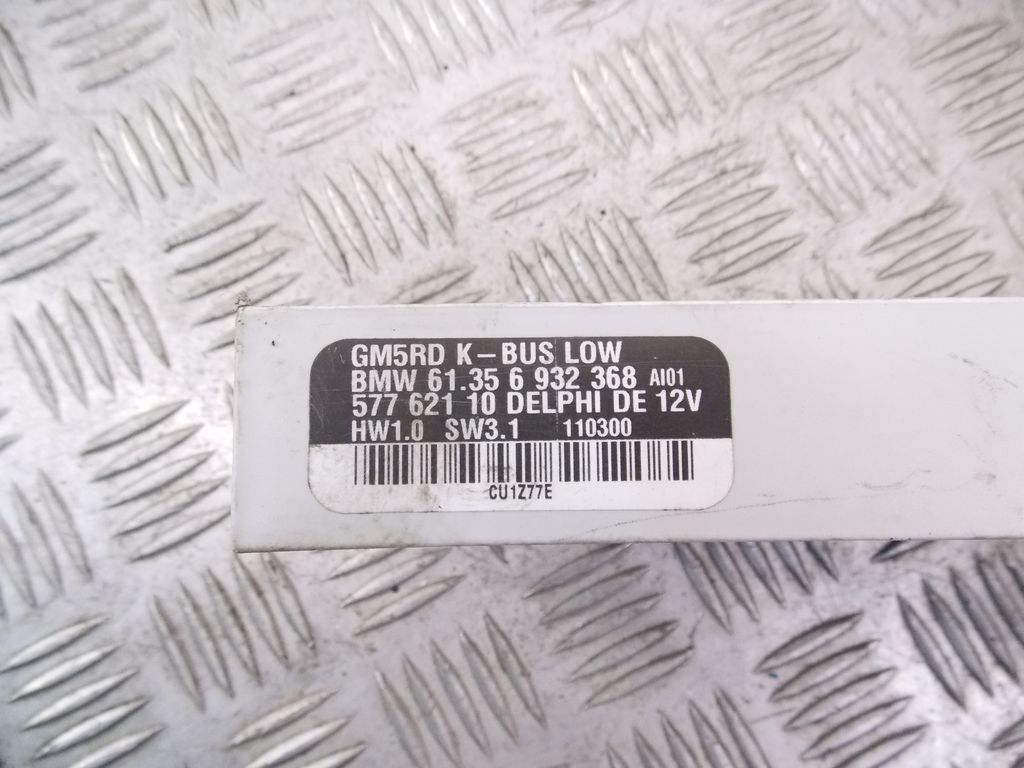 GM5RD K-BUS LOW
BMW 61.35 6 932 368 AI01
577 621 10 DELPHI DE 12V
HW1.0 SW3.1 110300
CU1Z77E